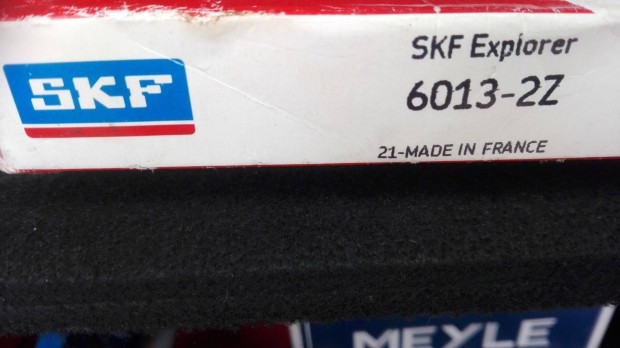 SKF
SKF Explorer
6013-2Z
21-MADE IN FRANCE
MEYLE